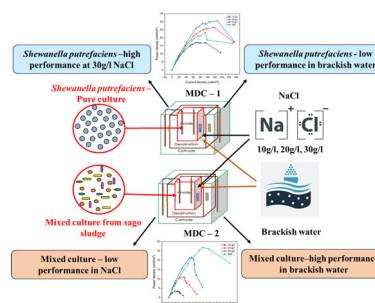 Shewanella putrefaciens –high
performance at 30g/l NaCl
Shewanella putrefaciens - low
performance in brackish water
Shewanella putrefaciens –
Pure culture
MDC – 1
NaCl
Na + Cl −
10g/l, 20g/l, 30g/l
Desalination
Cathode
Mixed culture from sago
sludge
MDC – 2
Brackish water
Desalination
Cathode
Mixed culture – low
performance in NaCl
Mixed culture–high performance
in brackish water